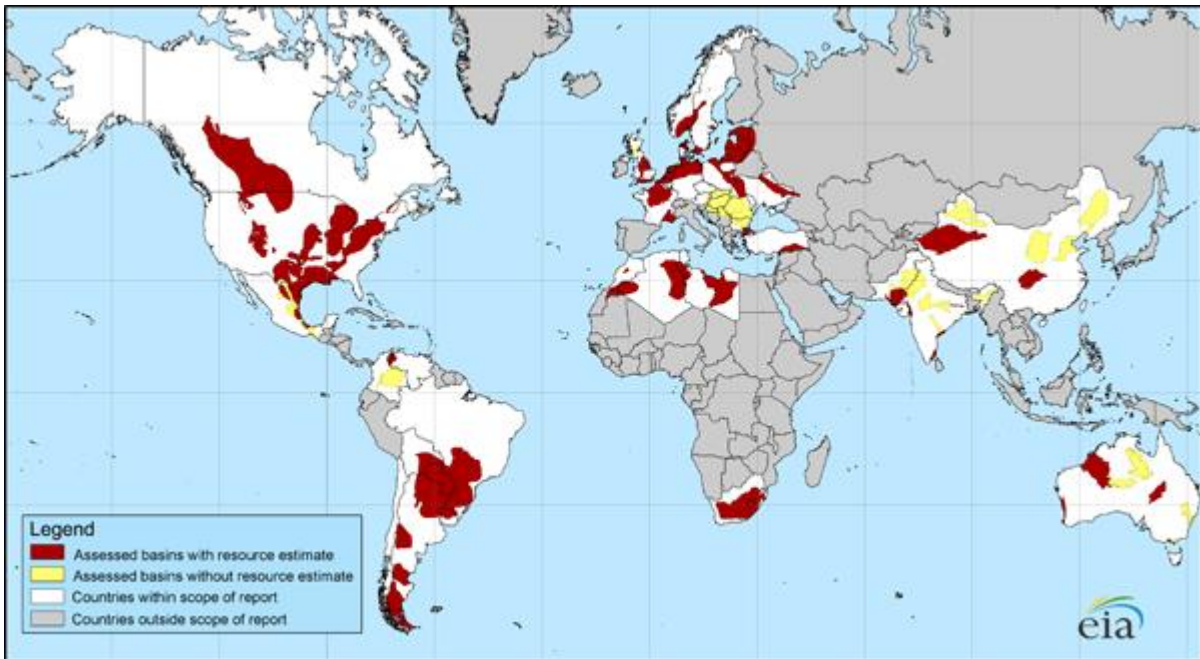 Legend
Assessed basins with resource estimate
Assessed basins without resource estimate
Countries within scope of report
Countries outside scope of report
eia